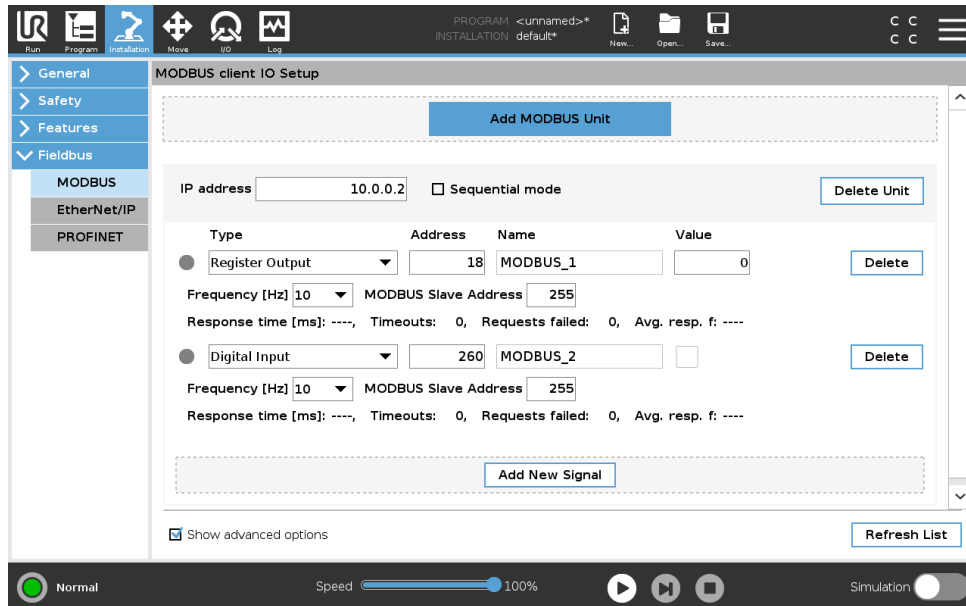 PROGRAM <unnamed>*
INSTALLATION default*
UR
Run
Program
Installation
Move
I/O
Log
New...
Open...
Save...
C C
C C
General
Safety
Features
Fieldbus
MODBUS
EtherNet/IP
PROFINET
MODBUS client IO Setup
Add MODBUS Unit
IP address 10.0.0.2 Sequential mode Delete Unit
Type Address Name Value
Register Output 18 MODBUS_1 0 Delete
Frequency [Hz] 10 MODBUS Slave Address 255
Response time [ms]: ----, Timeouts: 0, Requests failed: 0, Avg. resp. f: ----
Digital Input 260 MODBUS_2 Delete
Frequency [Hz] 10 MODBUS Slave Address 255
Response time [ms]: ----, Timeouts: 0, Requests failed: 0, Avg. resp. f: ----
Add New Signal
Show advanced options Refresh List
Normal Speed 100% Simulation